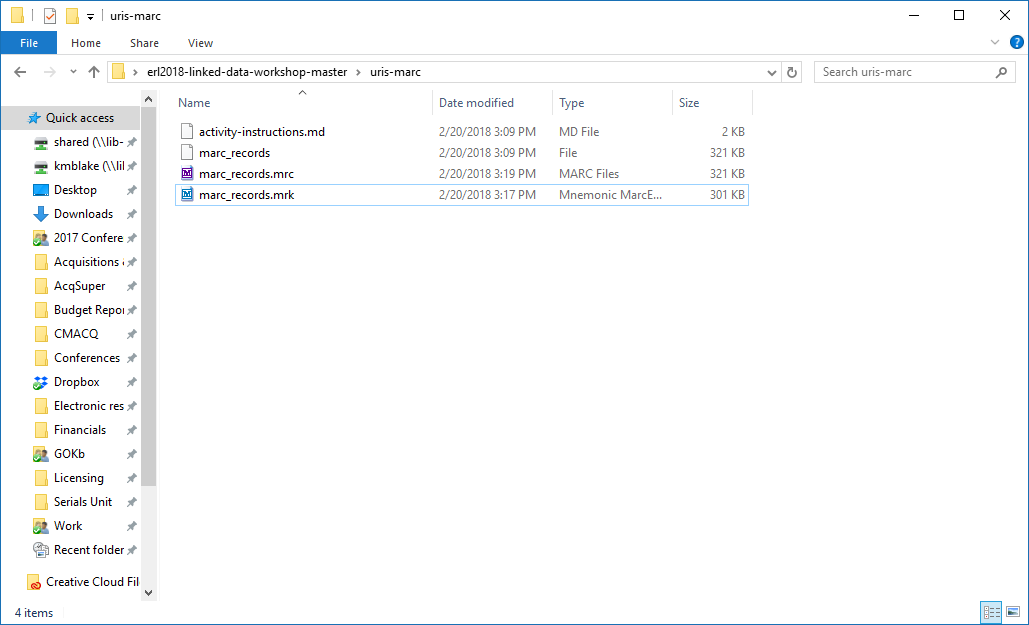 uris-marc
File Home Share View
erl2018-linked-data-workshop-master › uris-marc
Search uris-marc
Name Date modified Type Size
activity-instructions.md 2/20/2018 3:09 PM MD File 2 KB
marc_records 2/20/2018 3:09 PM File 321 KB
marc_records.mrc 2/20/2018 3:19 PM MARC Files 321 KB
marc_records.mrk 2/20/2018 3:17 PM Mnemonic MarcE... 301 KB
Quick access
shared (\\lib-
kmblake (\\lil
Desktop
Downloads
2017 Confere
Acquisitions &
AcqSuper
Budget Repor
CMACQ
Conferences
Dropbox
Electronic res
Financials
GOKb
Licensing
Serials Unit
Work
Recent folder
Creative Cloud Fil
4 items